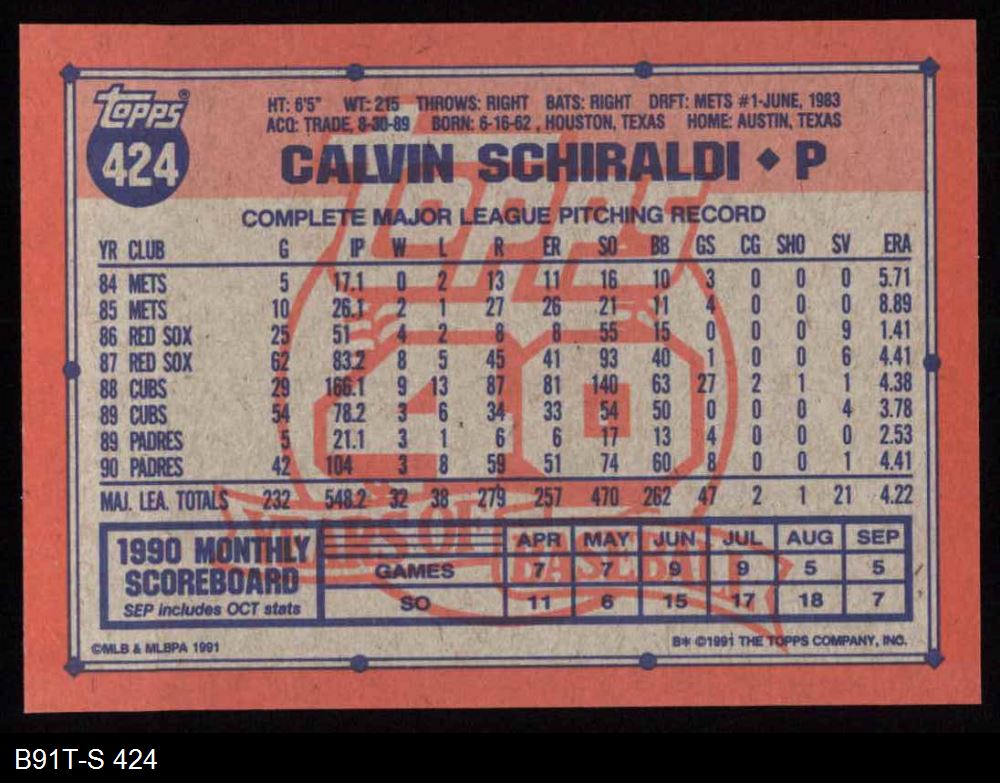 TOPPS®
424
HT: 6'5" WT: 215 THROWS: RIGHT BATS: RIGHT DRFT: METS #1-JUNE, 1983
ACQ: TRADE, 8-30-89 BORN: 6-16-62, HOUSTON, TEXAS HOME: AUSTIN, TEXAS
CALVIN SCHIRALDI ◆ P
TOPPS
40
YEARS OF
BASEBALL
COMPLETE MAJOR LEAGUE PITCHING RECORD
YR CLUB G IP W L R ER SO BB GS CG SHO SV ERA
84 METS 5 17.1 0 2 13 11 16 10 3 0 0 0 5.71
85 METS 10 26.1 2 1 27 26 21 11 4 0 0 0 8.89
86 RED SOX 25 51 4 2 8 8 55 15 0 0 0 9 1.41
87 RED SOX 62 83.2 8 5 45 41 93 40 1 0 0 6 4.41
88 CUBS 29 166.1 9 13 87 81 140 63 27 2 1 1 4.38
89 CUBS 54 78.2 3 6 34 33 54 50 0 0 0 4 3.78
89 PADRES 5 21.1 3 1 6 6 17 13 4 0 0 0 2.53
90 PADRES 42 104 3 8 59 51 74 60 8 0 0 1 4.41
MAJ. LEA. TOTALS 232 548.2 32 38 279 257 470 262 47 2 1 21 4.22
1990 MONTHLY
SCOREBOARD
SEP includes OCT stats
APR MAY JUN JUL AUG SEP
GAMES 7 7 9 9 5 5
SO 11 6 15 17 18 7
©MLB & MLBPA 1991 B* ©1991 THE TOPPS COMPANY, INC.
B91T-S 424